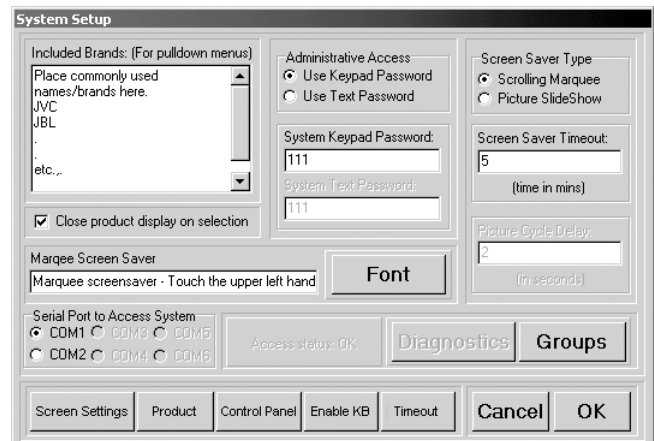 System Setup
Included Brands: (For pulldown menus)
Place commonly used
names/brands here.
JVC
JBL
.
.
etc.,.
Close product display on selection
Administrative Access
Use Keypad Password
Use Text Password
System Keypad Password:
111
System Text Password:
111
Screen Saver Type
Scrolling Marquee
Picture SlideShow
Screen Saver Timeout:
5
(time in mins)
Picture Cycle Delay:
2
(in seconds)
Marqee Screen Saver
Marquee screensaver - Touch the upper left hand
Font
Serial Port to Access System
COM1 COM3 COM5
COM2 COM4 COM6
Access status: OK
Diagnostics
Groups
Screen Settings
Product
Control Panel
Enable KB
Timeout
Cancel
OK